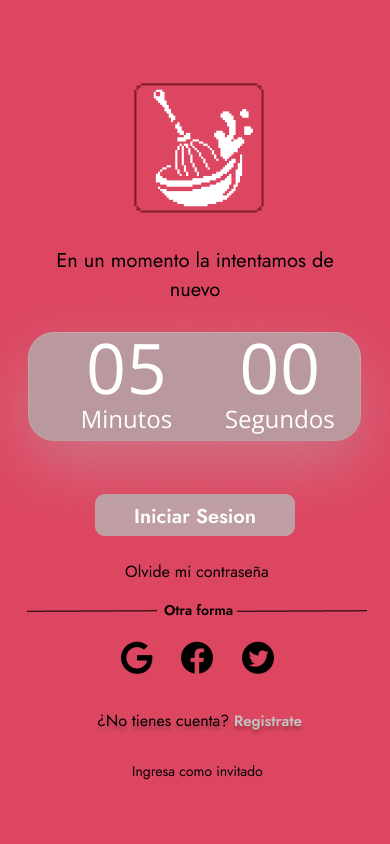 En un momento la intentamos de
nuevo
05 00
Minutos Segundos
Iniciar Sesion
Olvide mi contraseña
Otra forma
¿No tienes cuenta? Registrate
Ingresa como invitado